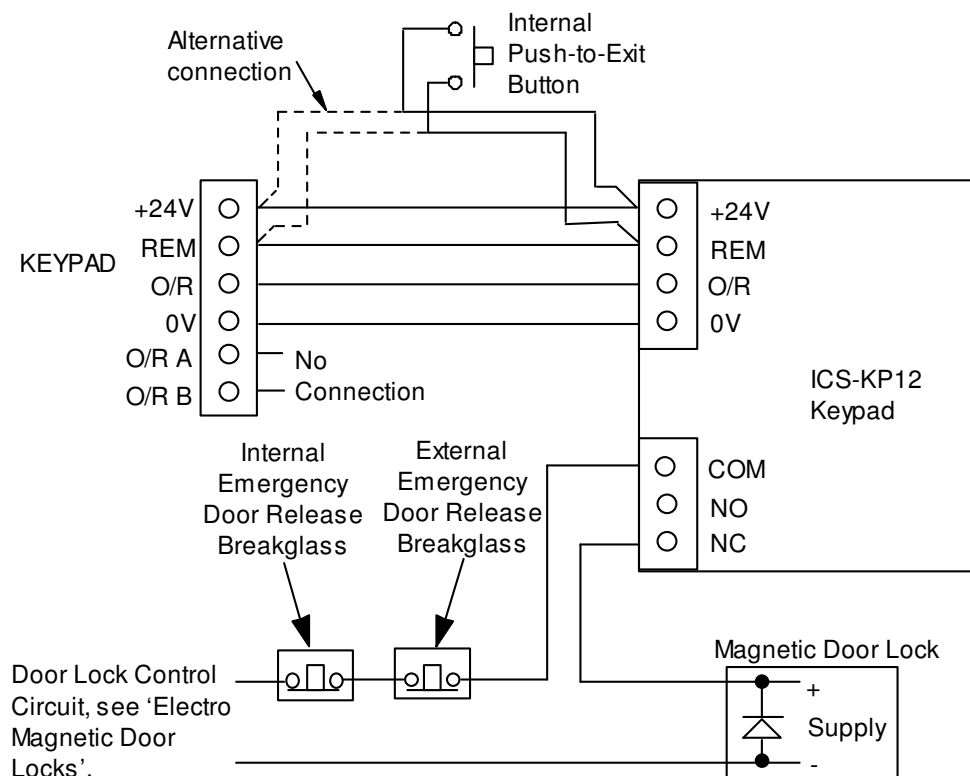 Alternative
connection
Internal
Push-to-Exit
Button
KEYPAD
+24V
REM
O/R
0V
O/R A
O/R B
No
Connection
+24V
REM
O/R
0V
ICS-KP12
Keypad
COM
NO
NC
Internal
Emergency
Door Release
Breakglass
External
Emergency
Door Release
Breakglass
Door Lock Control
Circuit, see ‘Electro
Magnetic Door
Locks’.
Magnetic Door Lock
+
Supply
-